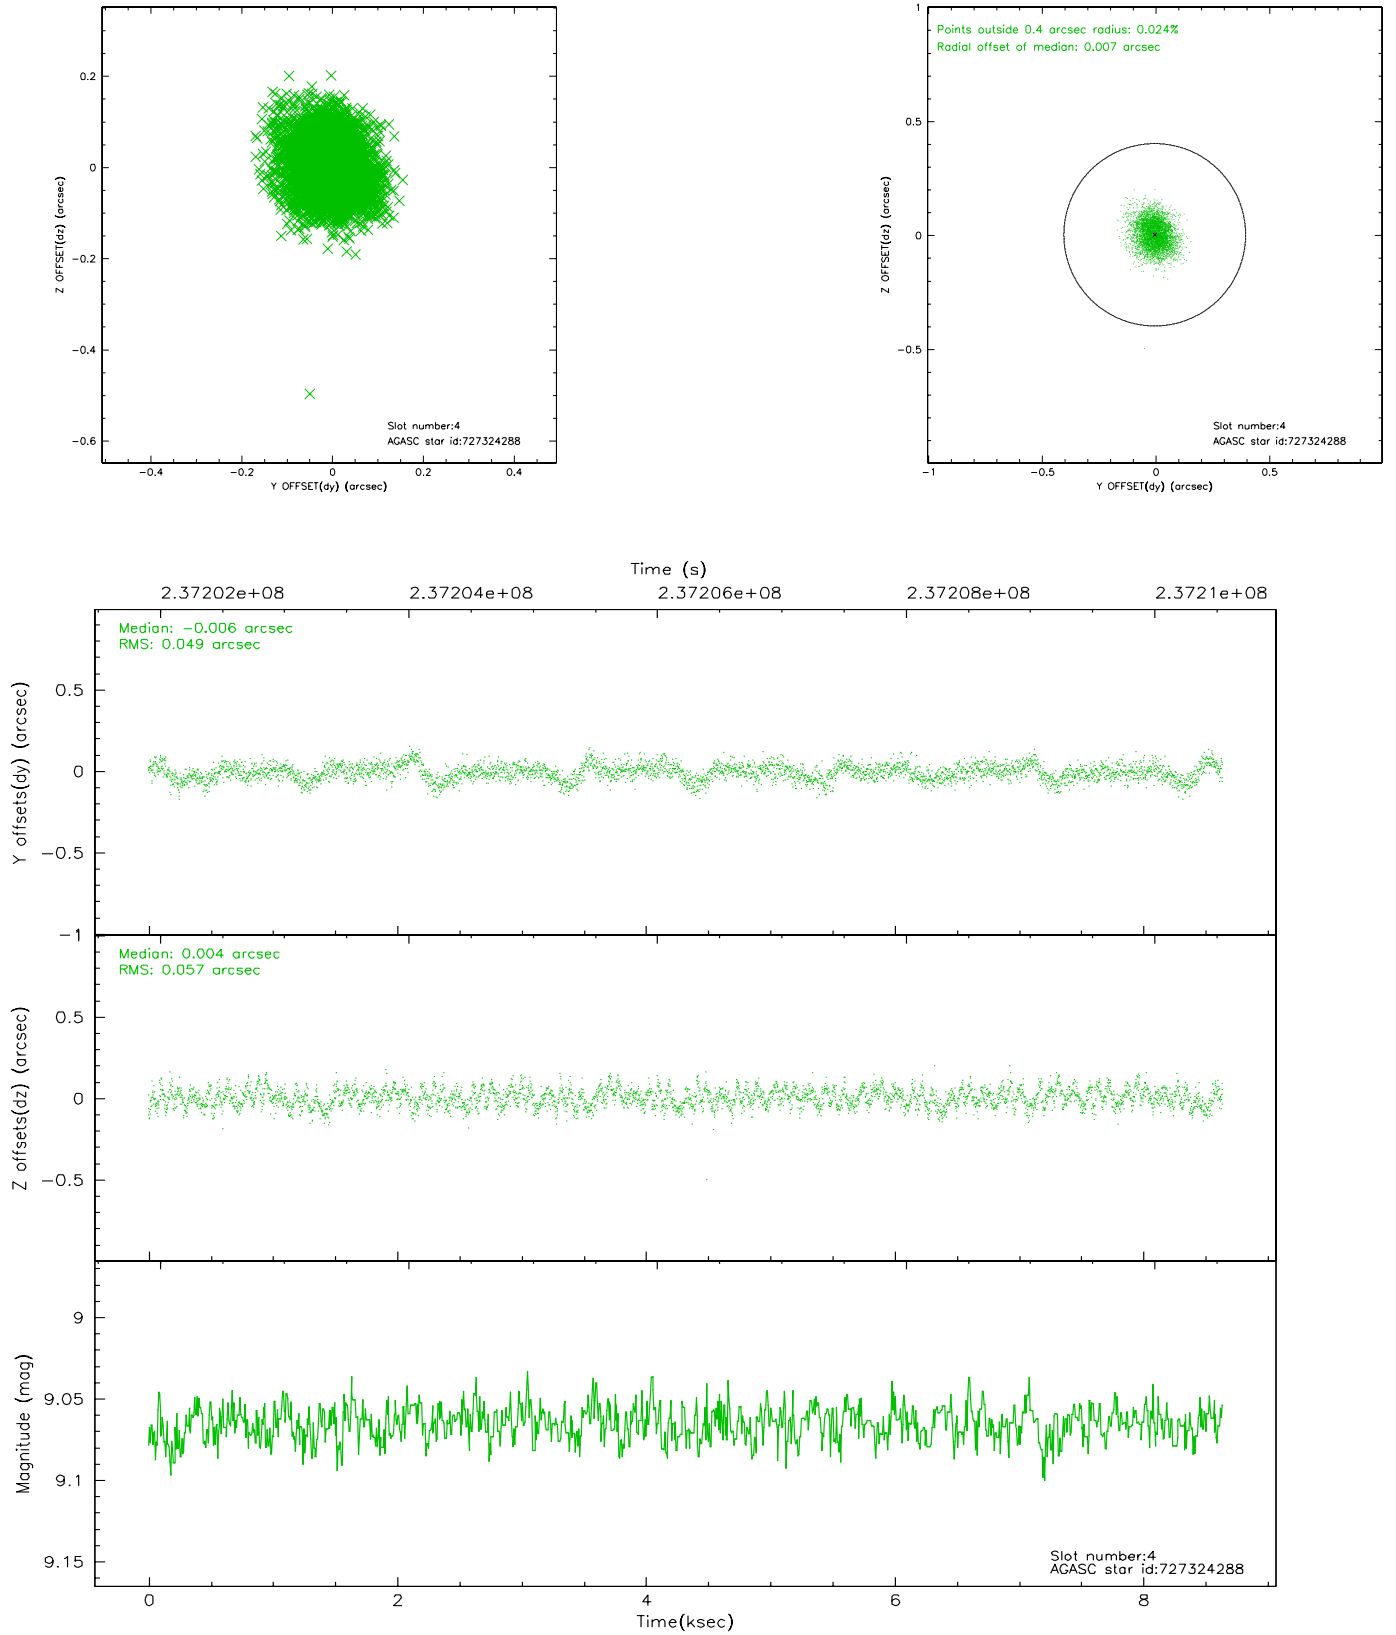 0.2
0
−0.2
−0.4
−0.6
Z OFFSET(dz) (arcsec)
−0.4 −0.2 0 0.2 0.4
Y OFFSET(dy) (arcsec)
Slot number:4
AGASC star id:727324288
Points outside 0.4 arcsec radius: 0.024%
Radial offset of median: 0.007 arcsec
1
0.5
0
−0.5
Z OFFSET(dz) (arcsec)
−1 −0.5 0 0.5
Y OFFSET(dy) (arcsec)
Slot number:4
AGASC star id:727324288
Time (s)
2.37202e+08 2.37204e+08 2.37206e+08 2.37208e+08 2.3721e+08
Median: −0.006 arcsec
RMS: 0.049 arcsec
0.5
0
−0.5
−1
Y offsets(dy) (arcsec)
Median: 0.004 arcsec
RMS: 0.057 arcsec
0.5
0
−0.5
Z offsets(dz) (arcsec)
9
9.05
9.1
9.15
Magnitude (mag)
Slot number:4
AGASC star id:727324288
0 2 4 6 8
Time(ksec)